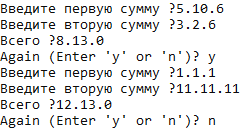 Введите первую сумму ?5.10.6
Введите вторую сумму ?3.2.6
Всего ?8.13.0
Again (Enter 'y' or 'n')? y
Введите первую сумму ?1.1.1
Введите вторую сумму ?11.11.11
Всего ?12.13.0
Again (Enter 'y' or 'n')? n